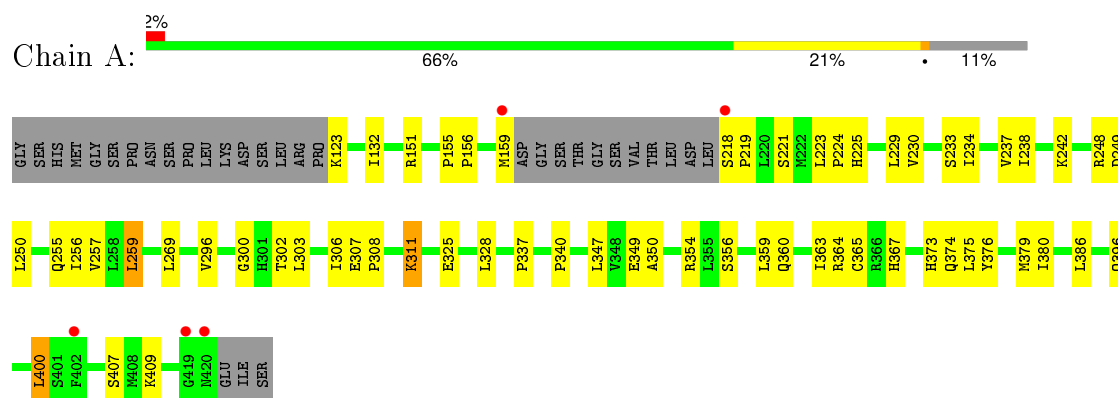 2%
Chain A:
66% 21% • 11%
GLY SER HIS MET GLY SER PRO ASN SER PRO LEU LYS ASP SER LEU ARG PRO K123 I132 R151 P155 P156 M159 ASP GLY SER THR GLY SER VAL THR LEU ASP LEU S218 P219 L220 S221 M222 L223 P224 H225 L229 V230 S233 I234 V237 I238 K242 R248
L250 Q255 I256 V257 L258 L259 L269 V296 G300 H301 T302 L303 I306 E307 P308 K311 E325 L328 P337 P340 L347 V348 E349 A350 R354 L355 S356 L359 Q360 I363 R364 C365 R366 H367 H373 Q374 L375 Y376 M379 I380 L386
L400 S401 F402 S407 M408 K409 G419 N420 GLU ILE SER